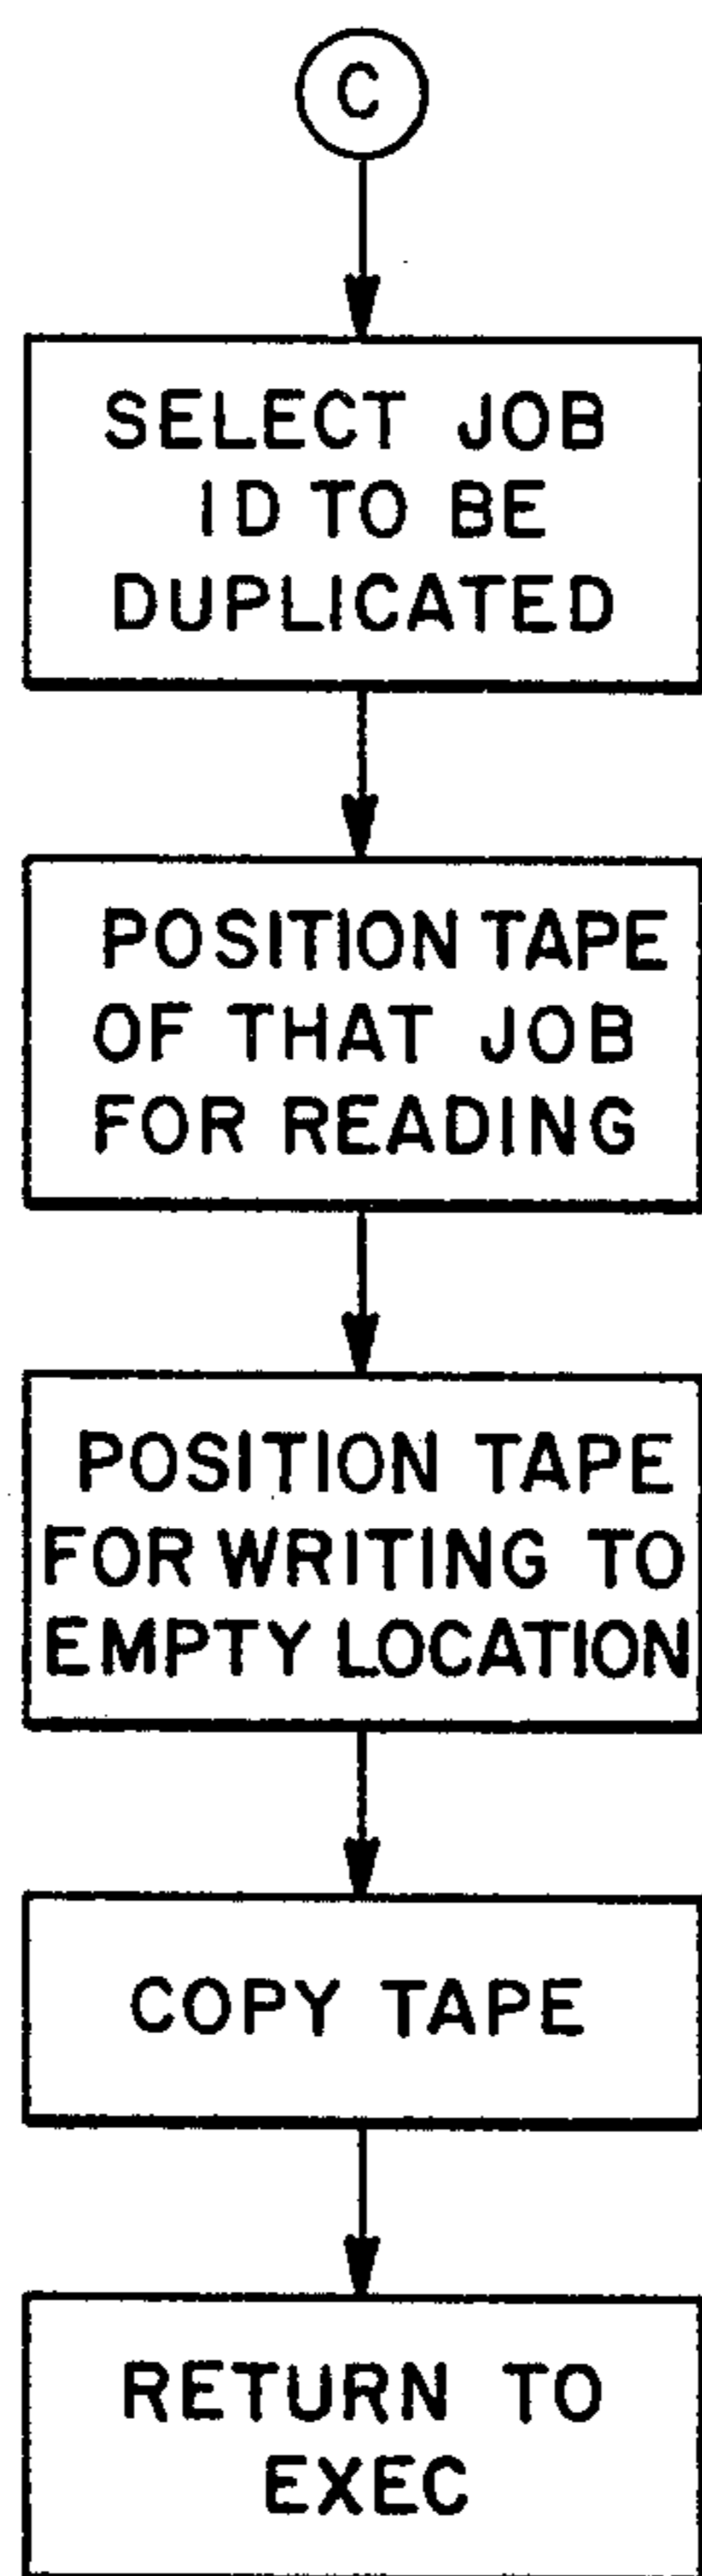 C
SELECT JOB
ID TO BE
DUPLICATED
POSITION TAPE
OF THAT JOB
FOR READING
POSITION TAPE
FOR WRITING TO
EMPTY LOCATION
COPY TAPE
RETURN TO
EXEC